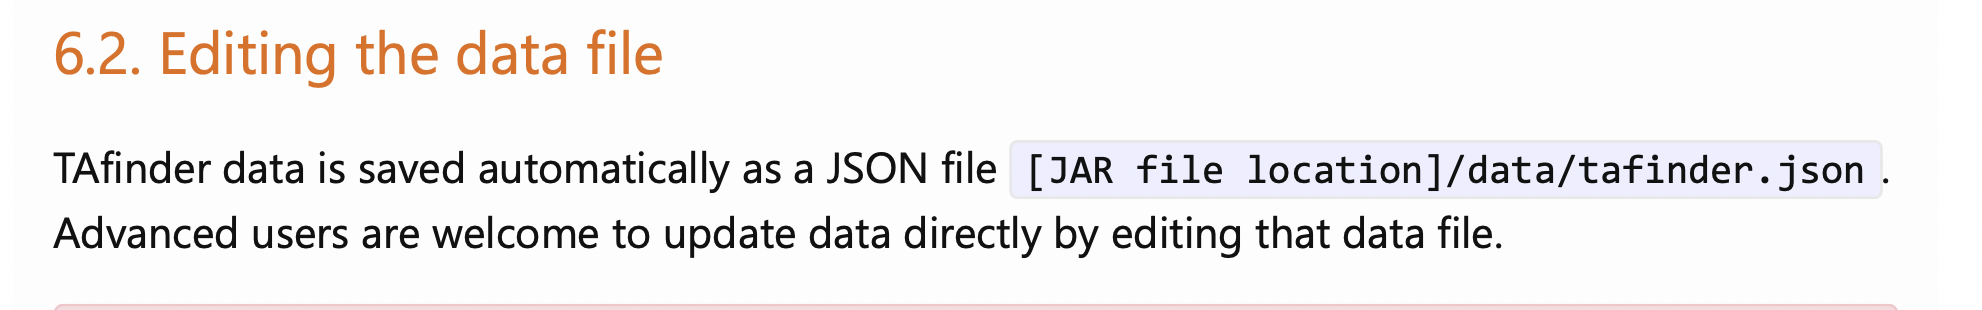 6.2. Editing the data file
TAfinder data is saved automatically as a JSON file [JAR file location]/data/tafinder.json.
Advanced users are welcome to update data directly by editing that data file.